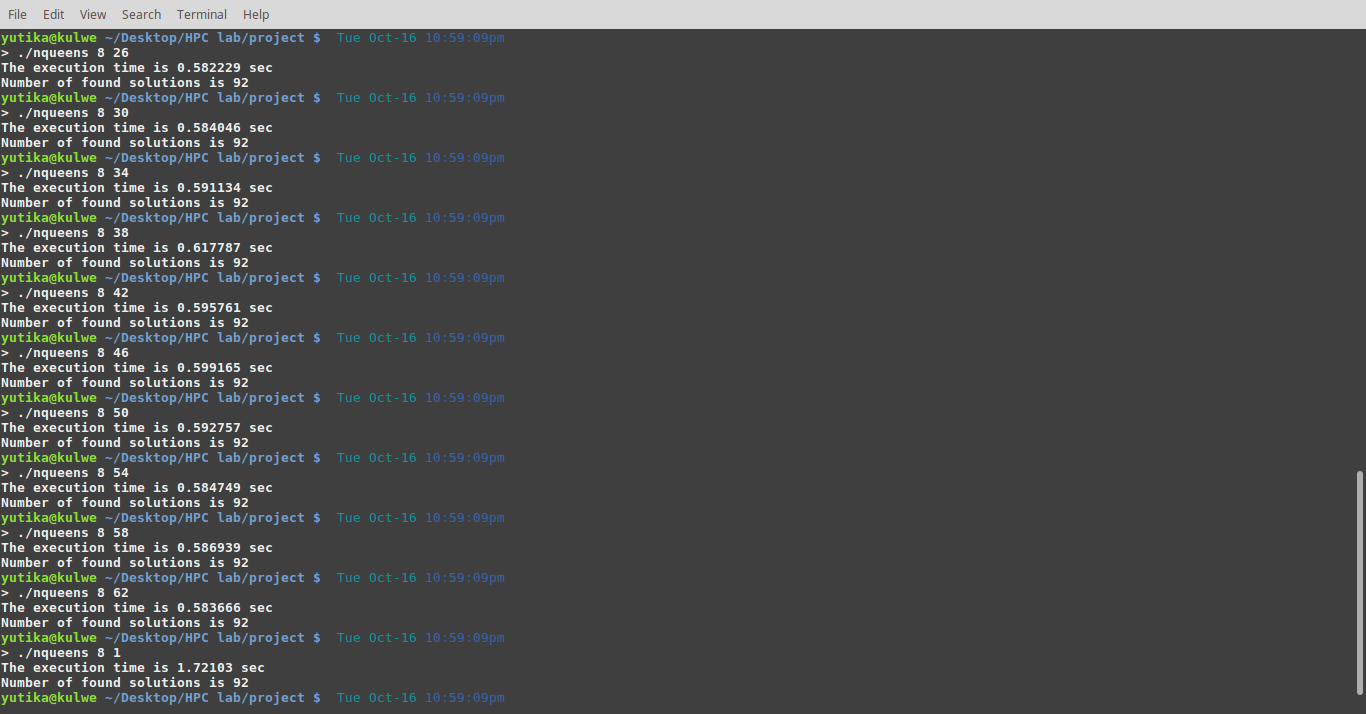 File Edit View Search Terminal Help
yutika@kulwe ~/Desktop/HPC lab/project $  Tue Oct-16 10:59:09pm
> ./nqueens 8 26
The execution time is 0.582229 sec
Number of found solutions is 92
yutika@kulwe ~/Desktop/HPC lab/project $  Tue Oct-16 10:59:09pm
> ./nqueens 8 30
The execution time is 0.584046 sec
Number of found solutions is 92
yutika@kulwe ~/Desktop/HPC lab/project $  Tue Oct-16 10:59:09pm
> ./nqueens 8 34
The execution time is 0.591134 sec
Number of found solutions is 92
yutika@kulwe ~/Desktop/HPC lab/project $  Tue Oct-16 10:59:09pm
> ./nqueens 8 38
The execution time is 0.617787 sec
Number of found solutions is 92
yutika@kulwe ~/Desktop/HPC lab/project $  Tue Oct-16 10:59:09pm
> ./nqueens 8 42
The execution time is 0.595761 sec
Number of found solutions is 92
yutika@kulwe ~/Desktop/HPC lab/project $  Tue Oct-16 10:59:09pm
> ./nqueens 8 46
The execution time is 0.599165 sec
Number of found solutions is 92
yutika@kulwe ~/Desktop/HPC lab/project $  Tue Oct-16 10:59:09pm
> ./nqueens 8 50
The execution time is 0.592757 sec
Number of found solutions is 92
yutika@kulwe ~/Desktop/HPC lab/project $  Tue Oct-16 10:59:09pm
> ./nqueens 8 54
The execution time is 0.584749 sec
Number of found solutions is 92
yutika@kulwe ~/Desktop/HPC lab/project $  Tue Oct-16 10:59:09pm
> ./nqueens 8 58
The execution time is 0.586939 sec
Number of found solutions is 92
yutika@kulwe ~/Desktop/HPC lab/project $  Tue Oct-16 10:59:09pm
> ./nqueens 8 62
The execution time is 0.583666 sec
Number of found solutions is 92
yutika@kulwe ~/Desktop/HPC lab/project $  Tue Oct-16 10:59:09pm
> ./nqueens 8 1
The execution time is 1.72103 sec
Number of found solutions is 92
yutika@kulwe ~/Desktop/HPC lab/project $  Tue Oct-16 10:59:09pm